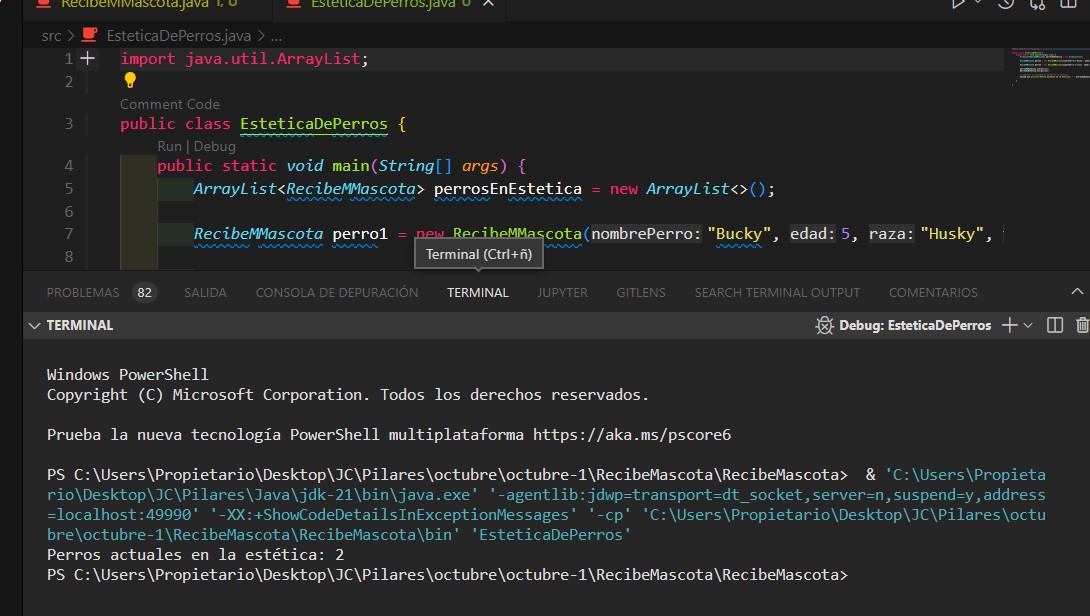 RecibeMMascota.java 1, U
EsteticaDePerros.java U
src > EsteticaDePerros.java > ...
1 import java.util.ArrayList;
2
Comment Code
3 public class EsteticaDePerros {
Run | Debug
4 public static void main(String[] args) {
5 ArrayList<RecibeMMascota> perrosEnEstetica = new ArrayList<>();
6
7 RecibeMMascota perro1 = new RecibeMMascota(nombrePerro: "Bucky", edad: 5, raza: "Husky",
Terminal (Ctrl+ñ)
8
PROBLEMAS 82 SALIDA CONSOLA DE DEPURACIÓN TERMINAL JUPYTER GITLENS SEARCH TERMINAL OUTPUT COMENTARIOS
TERMINAL Debug: EsteticaDePerros
Windows PowerShell
Copyright (C) Microsoft Corporation. Todos los derechos reservados.
Prueba la nueva tecnología PowerShell multiplataforma https://aka.ms/pscore6
PS C:\Users\Propietario\Desktop\JC\Pilares\octubre\octubre-1\RecibeMascota\RecibeMascota>  & 'C:\Users\Propieta
rio\Desktop\JC\Pilares\Java\jdk-21\bin\java.exe' '-agentlib:jdwp=transport=dt_socket,server=n,suspend=y,address
=localhost:49990' '-XX:+ShowCodeDetailsInExceptionMessages' '-cp' 'C:\Users\Propietario\Desktop\JC\Pilares\octu
bre\octubre-1\RecibeMascota\RecibeMascota\bin' 'EsteticaDePerros'
Perros actuales en la estética: 2
PS C:\Users\Propietario\Desktop\JC\Pilares\octubre\octubre-1\RecibeMascota\RecibeMascota>